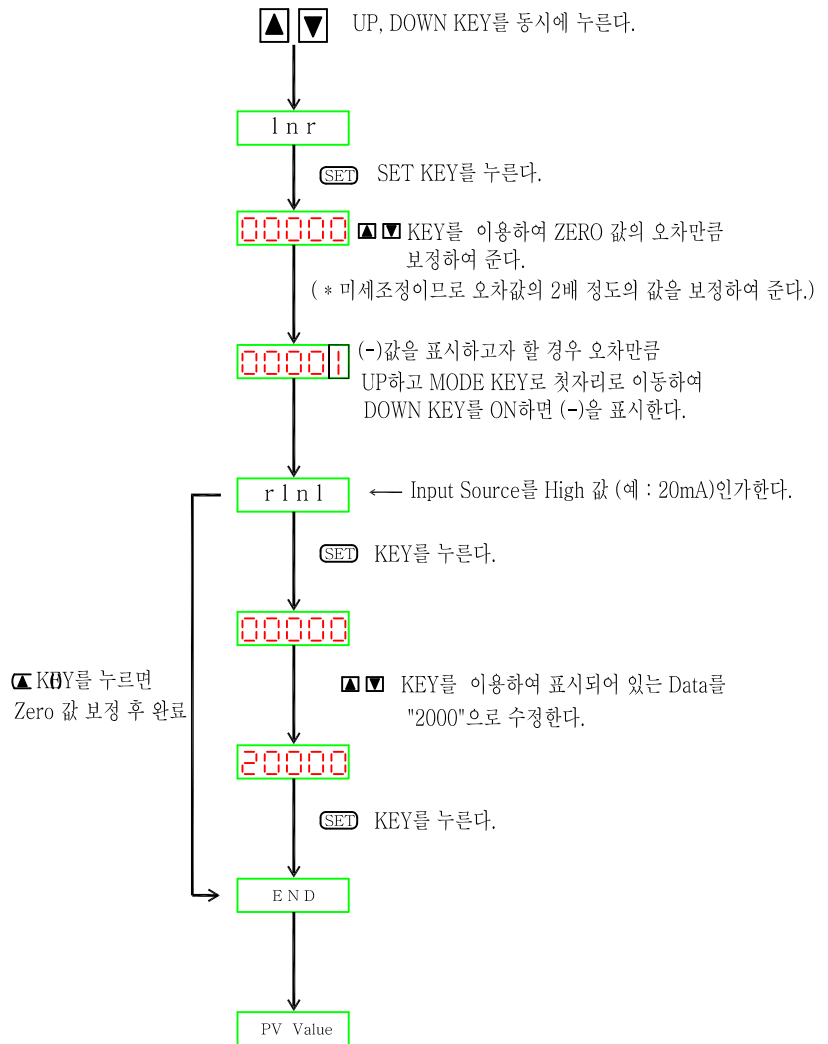 UP, DOWN KEY를 동시에 누른다.
l n r
SET SET KEY를 누른다.
00000 KEY를 이용하여 ZERO 값의 오차만큼
보정하여 준다.
( * 미세조정이므로 오차값의 2배 정도의 값을 보정하여 준다.)
00001 (-)값을 표시하고자 할 경우 오차만큼
UP하고 MODE KEY로 첫자리로 이동하여
DOWN KEY를 ON하면 (-)을 표시한다.
r l n l ← Input Source를 High 값 (예 : 20mA)인가한다.
SET KEY를 누른다.
00000
를 누르면
Zero 값 보정 후 완료
KEY를 이용하여 표시되어 있는 Data를
"2000"으로 수정한다.
20000
SET KEY를 누른다.
E N D
PV Value